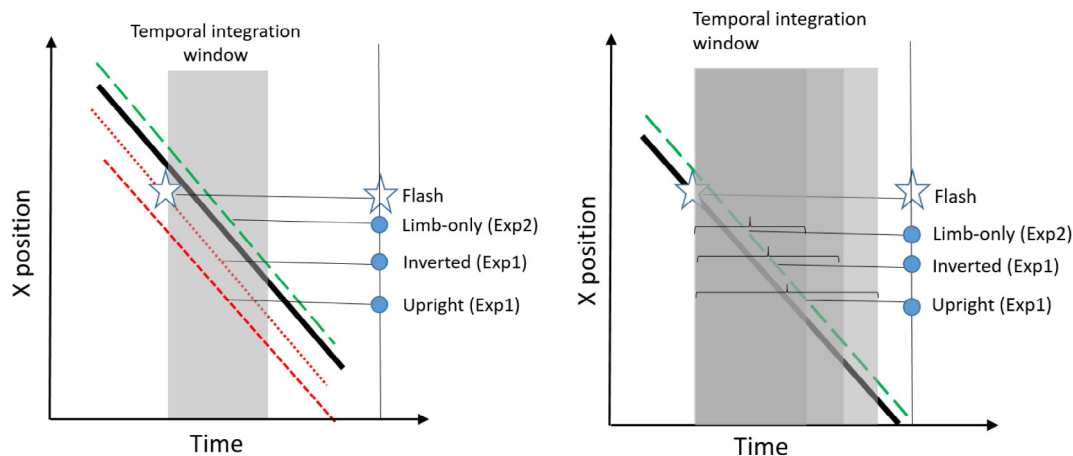 Temporal integration
window
X position
Flash
Limb-only (Exp2)
Inverted (Exp1)
Upright (Exp1)
Time
Temporal integration
window
X position
Flash
Limb-only (Exp2)
Inverted (Exp1)
Upright (Exp1)
Time